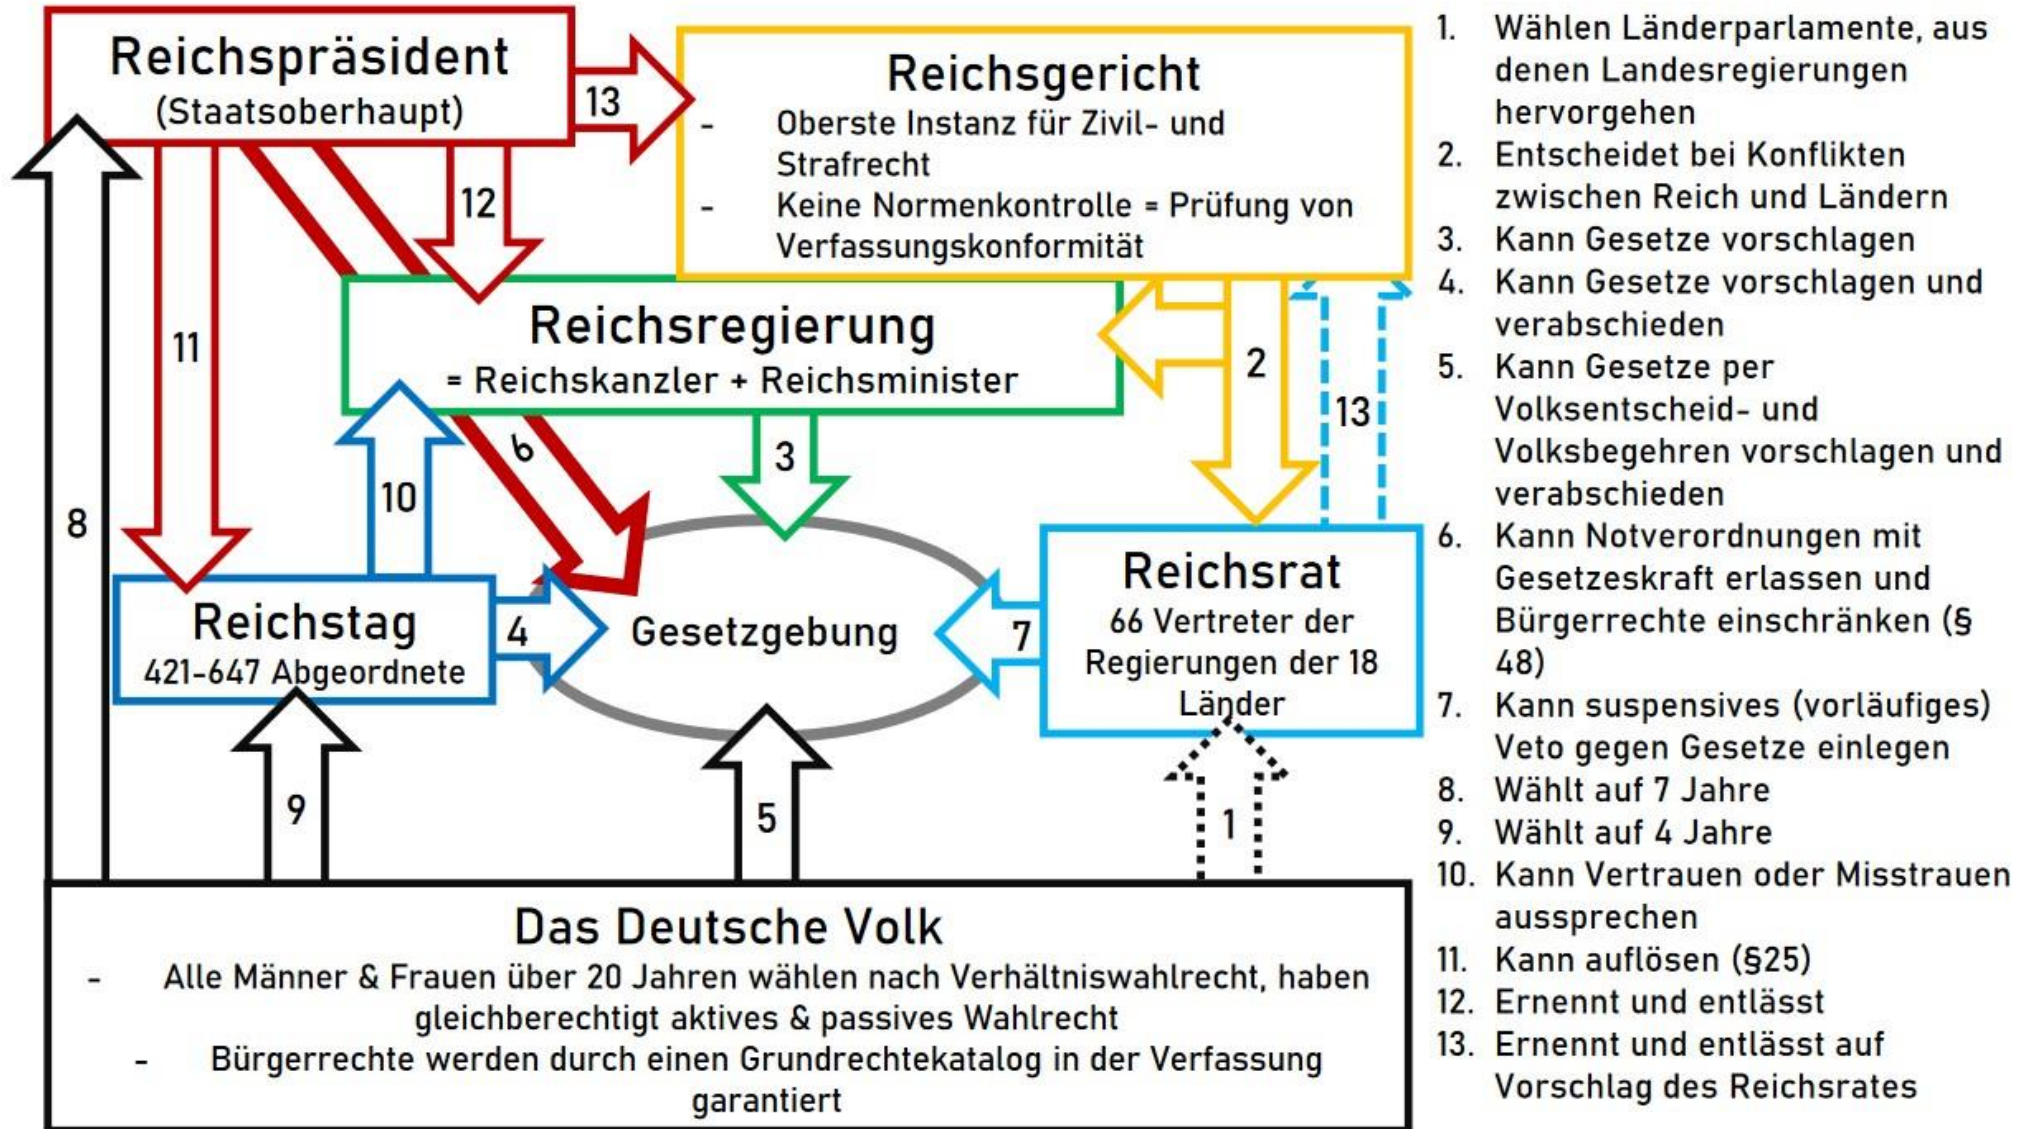 Reichspräsident
(Staatsoberhaupt)
13
Reichsgericht
- Oberste Instanz für Zivil- und
Strafrecht
- Keine Normenkontrolle = Prüfung von
Verfassungskonformität
12
11
Reichsregierung
= Reichskanzler + Reichsminister
2
13
8
10
6
3
Reichstag
421-647 Abgeordnete
4
Gesetzgebung
7
Reichsrat
66 Vertreter der
Regierungen der 18
Länder
9
5
1
Das Deutsche Volk
- Alle Männer & Frauen über 20 Jahren wählen nach Verhältniswahlrecht, haben
gleichberechtigt aktives & passives Wahlrecht
- Bürgerrechte werden durch einen Grundrechtekatalog in der Verfassung
garantiert
1. Wählen Länderparlamente, aus
denen Landesregierungen
hervorgehen
2. Entscheidet bei Konflikten
zwischen Reich und Ländern
3. Kann Gesetze vorschlagen
4. Kann Gesetze vorschlagen und
verabschieden
5. Kann Gesetze per
Volksentscheid- und
Volksbegehren vorschlagen und
verabschieden
6. Kann Notverordnungen mit
Gesetzeskraft erlassen und
Bürgerrechte einschränken (§
48)
7. Kann suspensives (vorläufiges)
Veto gegen Gesetze einlegen
8. Wählt auf 7 Jahre
9. Wählt auf 4 Jahre
10. Kann Vertrauen oder Misstrauen
aussprechen
11. Kann auflösen (§25)
12. Ernennt und entlässt
13. Ernennt und entlässt auf
Vorschlag des Reichsrates